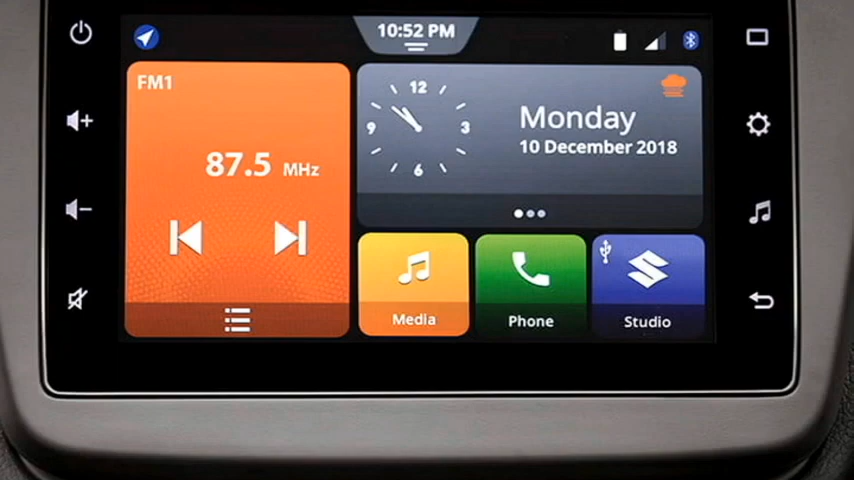 10:52 PM
FM1
87.5 MHz
12
9
3
6
Monday
10 December 2018
Media
Phone
Studio